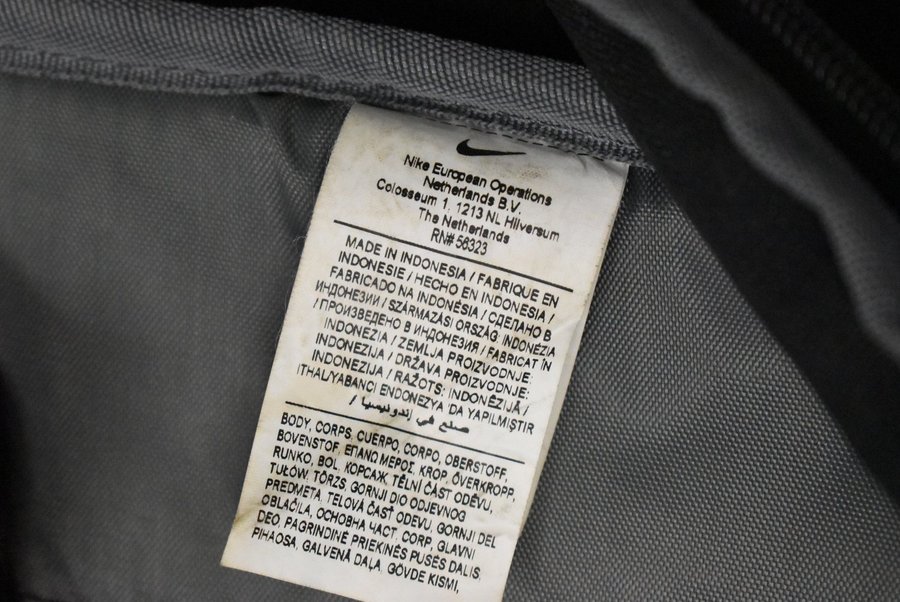 Nike European Operations
Netherlands B.V.
Colosseum 1, 1213 NL Hilversum
The Netherlands
RN# 56323
MADE IN INDONESIA / FABRIQUE EN
INDONESIE / HECHO EN INDONESIA /
FABRICADO NA INDONÉSIA / СДЕЛАНО В
ИНДОНЕЗИИ / SZÁRMAZÁSI ORSZÁG: INDONÉZIA
/ ПРОИЗВЕДЕНО В ИНДОНЕЗИЯ / FABRICAT ÎN
INDONEZIA / ZEMLJA PROIZVODNJE:
INDONEZIJA / DRŽAVA PROIZVODNJE:
INDONEZIJA / RAŽOTS: INDONĒZIJĀ /
İTHAL/YABANCI ENDONEZYA 'DA YAPILMIŞTIR
/ صنع في إندونيسيا
BODY, CORPS, CUERPO, CORPO, OBERSTOFF,
BOVENSTOF, ΕΠΑΝΩ ΜΕΡΟΣ, KROP, ÖVERKROPP,
RUNKO, BOL, КОРСАЖ, TĚLNÍ ČÁST ODĚVU,
TUŁÓW, TÖRZS, GORNJI DIO ODJEVNOG
PREDMETA, TELOVÁ ČASŤ ODEVU, GORNJI DEL
OBLAČILA, ОСНОВНА ЧАСТ, CORP, GLAVNI
DEO, PAGRINDINĖ PRIEKINĖS PUSĖS DALIS,
PIHAOSA, GALVENĀ DAĻA, GÖVDE KISMI,